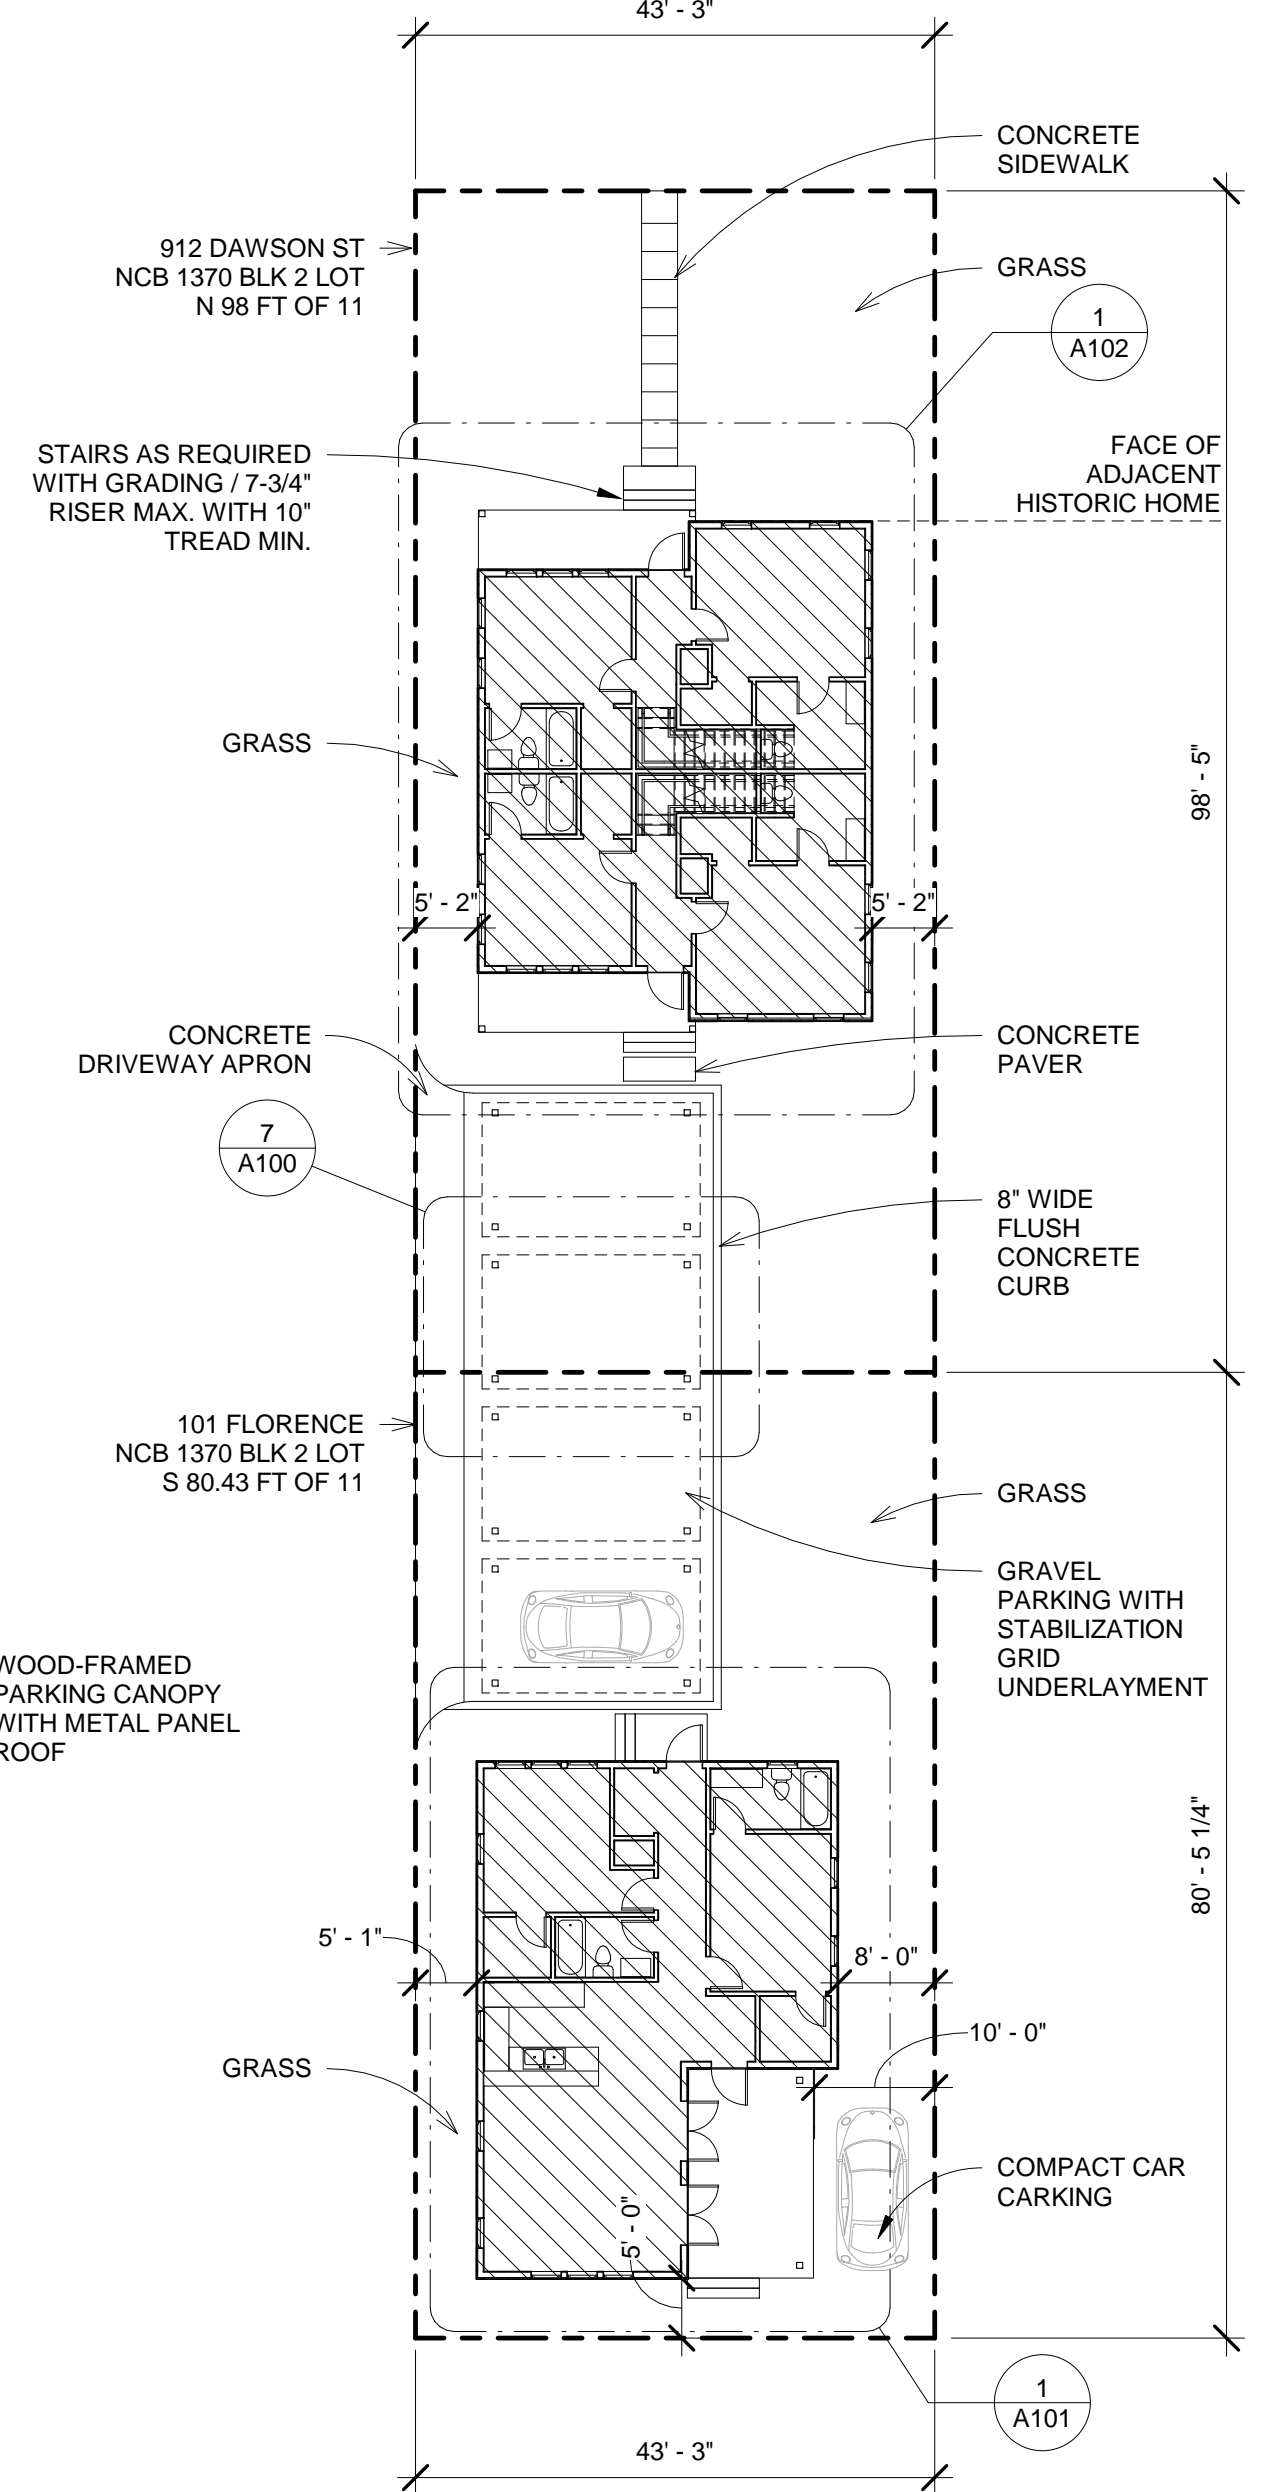 43' - 3"
CONCRETE
SIDEWALK
912 DAWSON ST
NCB 1370 BLK 2 LOT
N 98 FT OF 11
GRASS
1
A102
STAIRS AS REQUIRED
WITH GRADING / 7-3/4"
RISER MAX. WITH 10"
TREAD MIN.
FACE OF
ADJACENT
HISTORIC HOME
GRASS
98' - 5"
5' - 2"
5' - 2"
CONCRETE
DRIVEWAY APRON
CONCRETE
PAVER
7
A100
8" WIDE
FLUSH
CONCRETE
CURB
101 FLORENCE
NCB 1370 BLK 2 LOT
S 80.43 FT OF 11
GRASS
GRAVEL
PARKING WITH
STABILIZATION
GRID
UNDERLAYMENT
WOOD-FRAMED
PARKING CANOPY
WITH METAL PANEL
ROOF
80' - 5 1/4"
5' - 1"
8' - 0"
10' - 0"
GRASS
COMPACT CAR
CARKING
5' - 0"
1
A101
43' - 3"